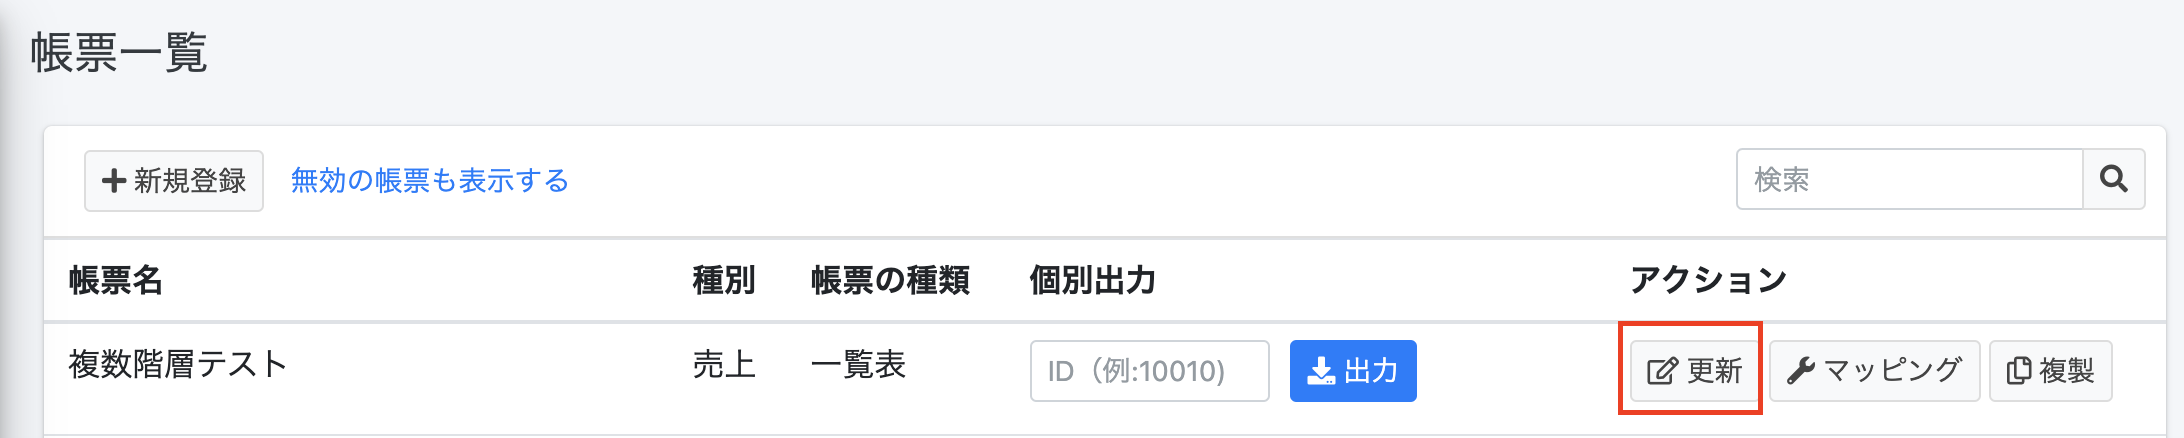 帳票一覧
新規登録 無効の帳票も表示する 検索
帳票名 種別 帳票の種類 個別出力 アクション
複数階層テスト 売上 一覧表 ID（例:10010) 出力 更新 マッピング 複製